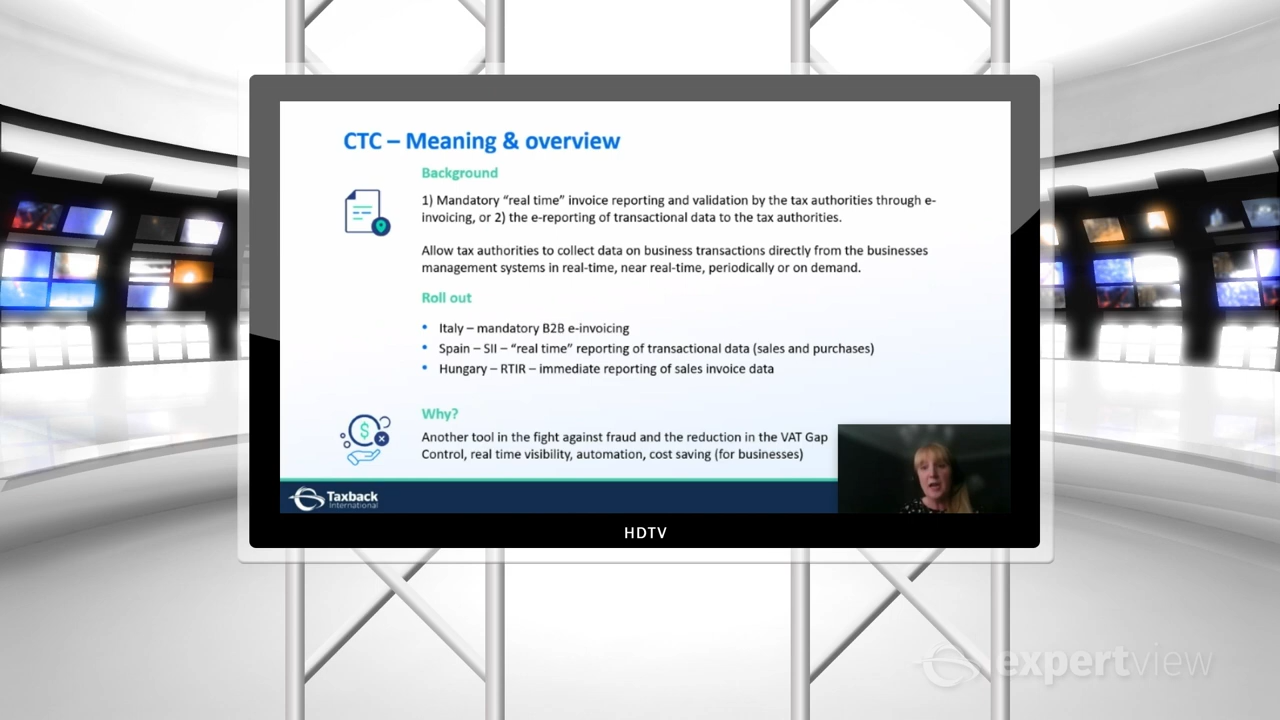 CTC – Meaning & overview
Background
1) Mandatory “real time” invoice reporting and validation by the tax authorities through e-
invoicing, or 2) the e-reporting of transactional data to the tax authorities.
Allow tax authorities to collect data on business transactions directly from the businesses
management systems in real-time, near real-time, periodically or on demand.
Roll out
• Italy – mandatory B2B e-invoicing
• Spain – SII – “real time” reporting of transactional data (sales and purchases)
• Hungary – RTIR – immediate reporting of sales invoice data
Why?
Another tool in the fight against fraud and the reduction in the VAT Gap
Control, real time visibility, automation, cost saving (for businesses)
Taxback
International
HDTV
expertview